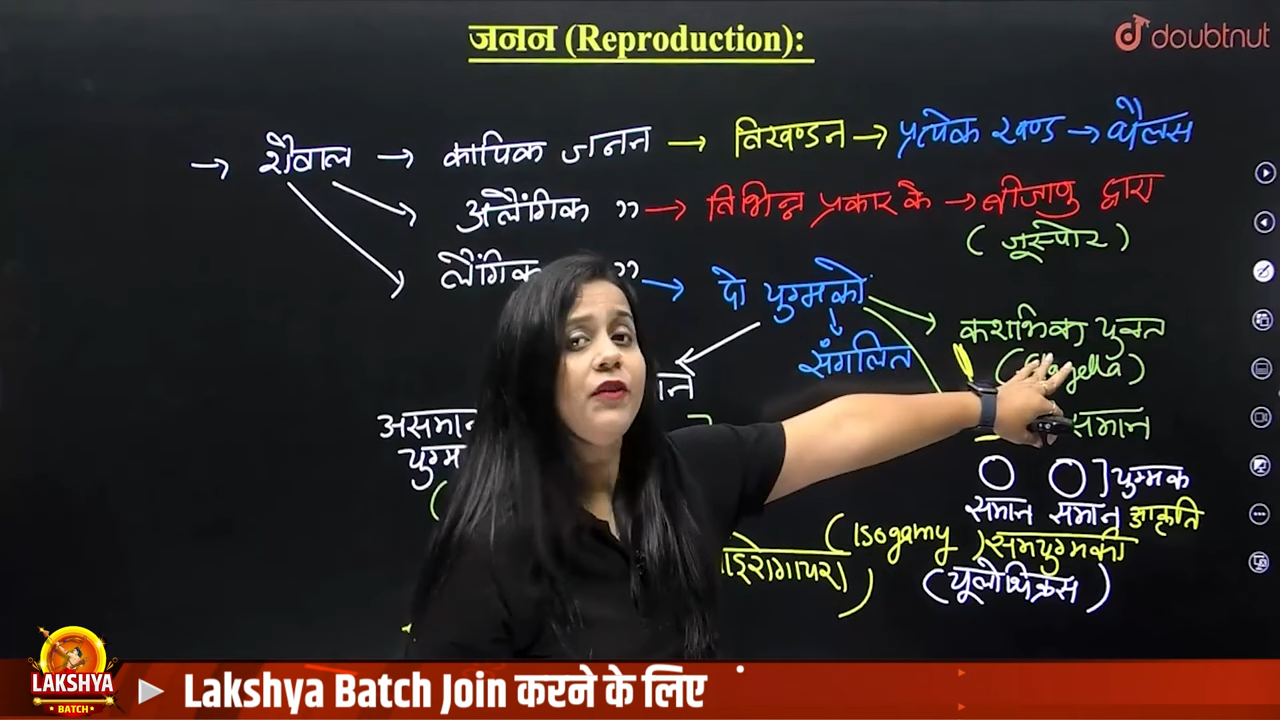 जनन (Reproduction):
doubtnut
→ शैवाल → कायिक जनन → विखण्डन → प्रत्येक खण्ड → थैलस
अलैंगिक ,, → विभिन्न प्रकार के → बीजाणु द्वारा
(जूस्पोर)
लैंगिक ,, → दो युग्मकों
संगलित
कशाभिका युक्त
असमान
युग्म
समान
युग्मक
समान समान आकृति
(Isogamy) समयुग्मकी
(यूलोथ्रिक्स)
LAKSHYA
BATCH
Lakshya Batch Join करने के लिए